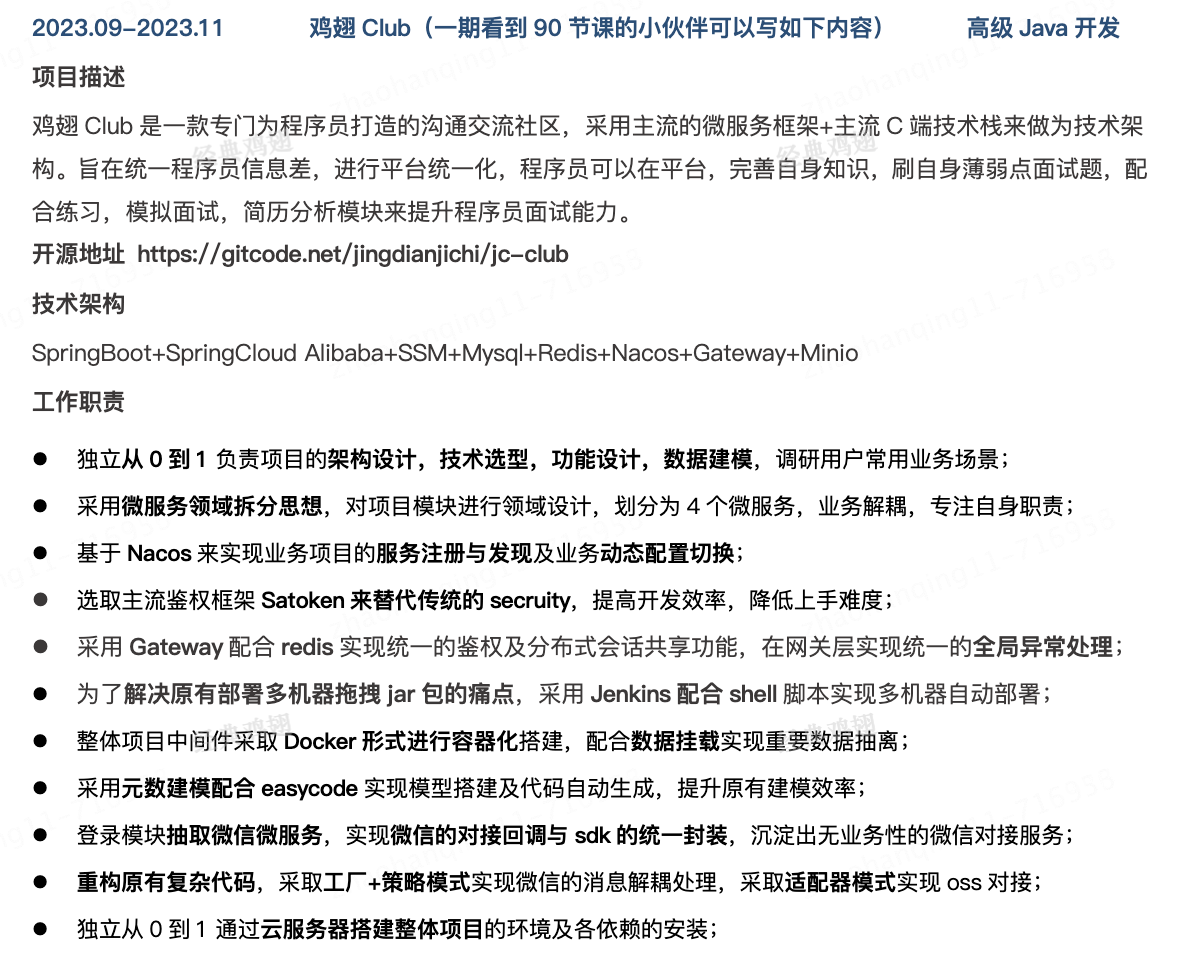 2023.09-2023.11 鸡翅 Club（一期看到 90 节课的小伙伴可以写如下内容） 高级 Java 开发
项目描述
鸡翅 Club 是一款专门为程序员打造的沟通交流社区，采用主流的微服务框架+主流 C 端技术栈来做为技术架
构。旨在统一程序员信息差，进行平台统一化，程序员可以在平台，完善自身知识，刷自身薄弱点面试题，配
合练习，模拟面试，简历分析模块来提升程序员面试能力。
开源地址 https://gitcode.net/jingdianjichi/jc-club
技术架构
SpringBoot+SpringCloud Alibaba+SSM+Mysql+Redis+Nacos+Gateway+Minio
工作职责
● 独立从 0 到 1 负责项目的架构设计，技术选型，功能设计，数据建模，调研用户常用业务场景；
● 采用微服务领域拆分思想，对项目模块进行领域设计，划分为 4 个微服务，业务解耦，专注自身职责；
● 基于 Nacos 来实现业务项目的服务注册与发现及业务动态配置切换；
● 选取主流鉴权框架 Satoken 来替代传统的 secruity，提高开发效率，降低上手难度；
● 采用 Gateway 配合 redis 实现统一的鉴权及分布式会话共享功能，在网关层实现统一的全局异常处理；
● 为了解决原有部署多机器拖拽 jar 包的痛点，采用 Jenkins 配合 shell 脚本实现多机器自动部署；
● 整体项目中间件采取 Docker 形式进行容器化搭建，配合数据挂载实现重要数据抽离；
● 采用元数建模配合 easycode 实现模型搭建及代码自动生成，提升原有建模效率；
● 登录模块抽取微信微服务，实现微信的对接回调与 sdk 的统一封装，沉淀出无业务性的微信对接服务；
● 重构原有复杂代码，采取工厂+策略模式实现微信的消息解耦处理，采取适配器模式实现 oss 对接；
● 独立从 0 到 1 通过云服务器搭建整体项目的环境及各依赖的安装；
经典鸡翅
经典鸡翅
经典鸡翅
经典鸡翅
zhaohanqing11-716938